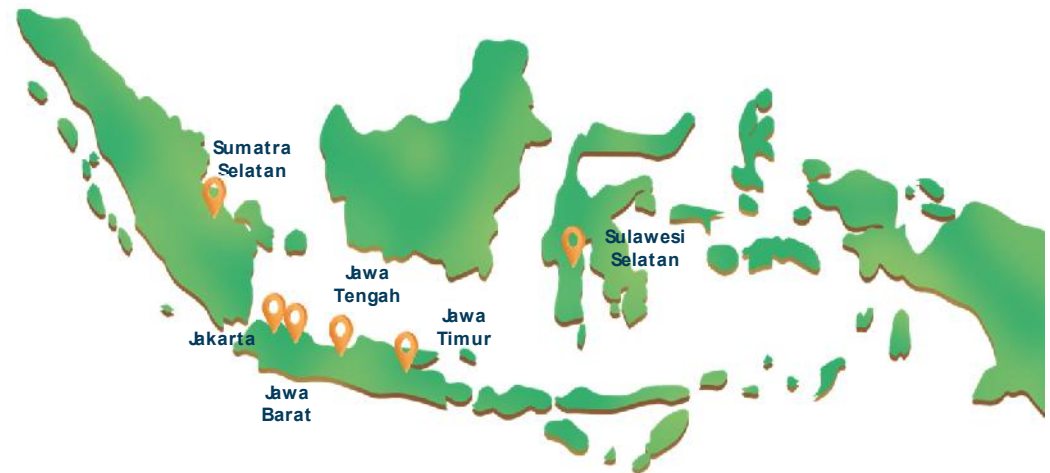 Sumatra
Selatan
Sulawesi
Selatan
Jawa
Tengah
Jakarta
Jawa
Timur
Jawa
Barat